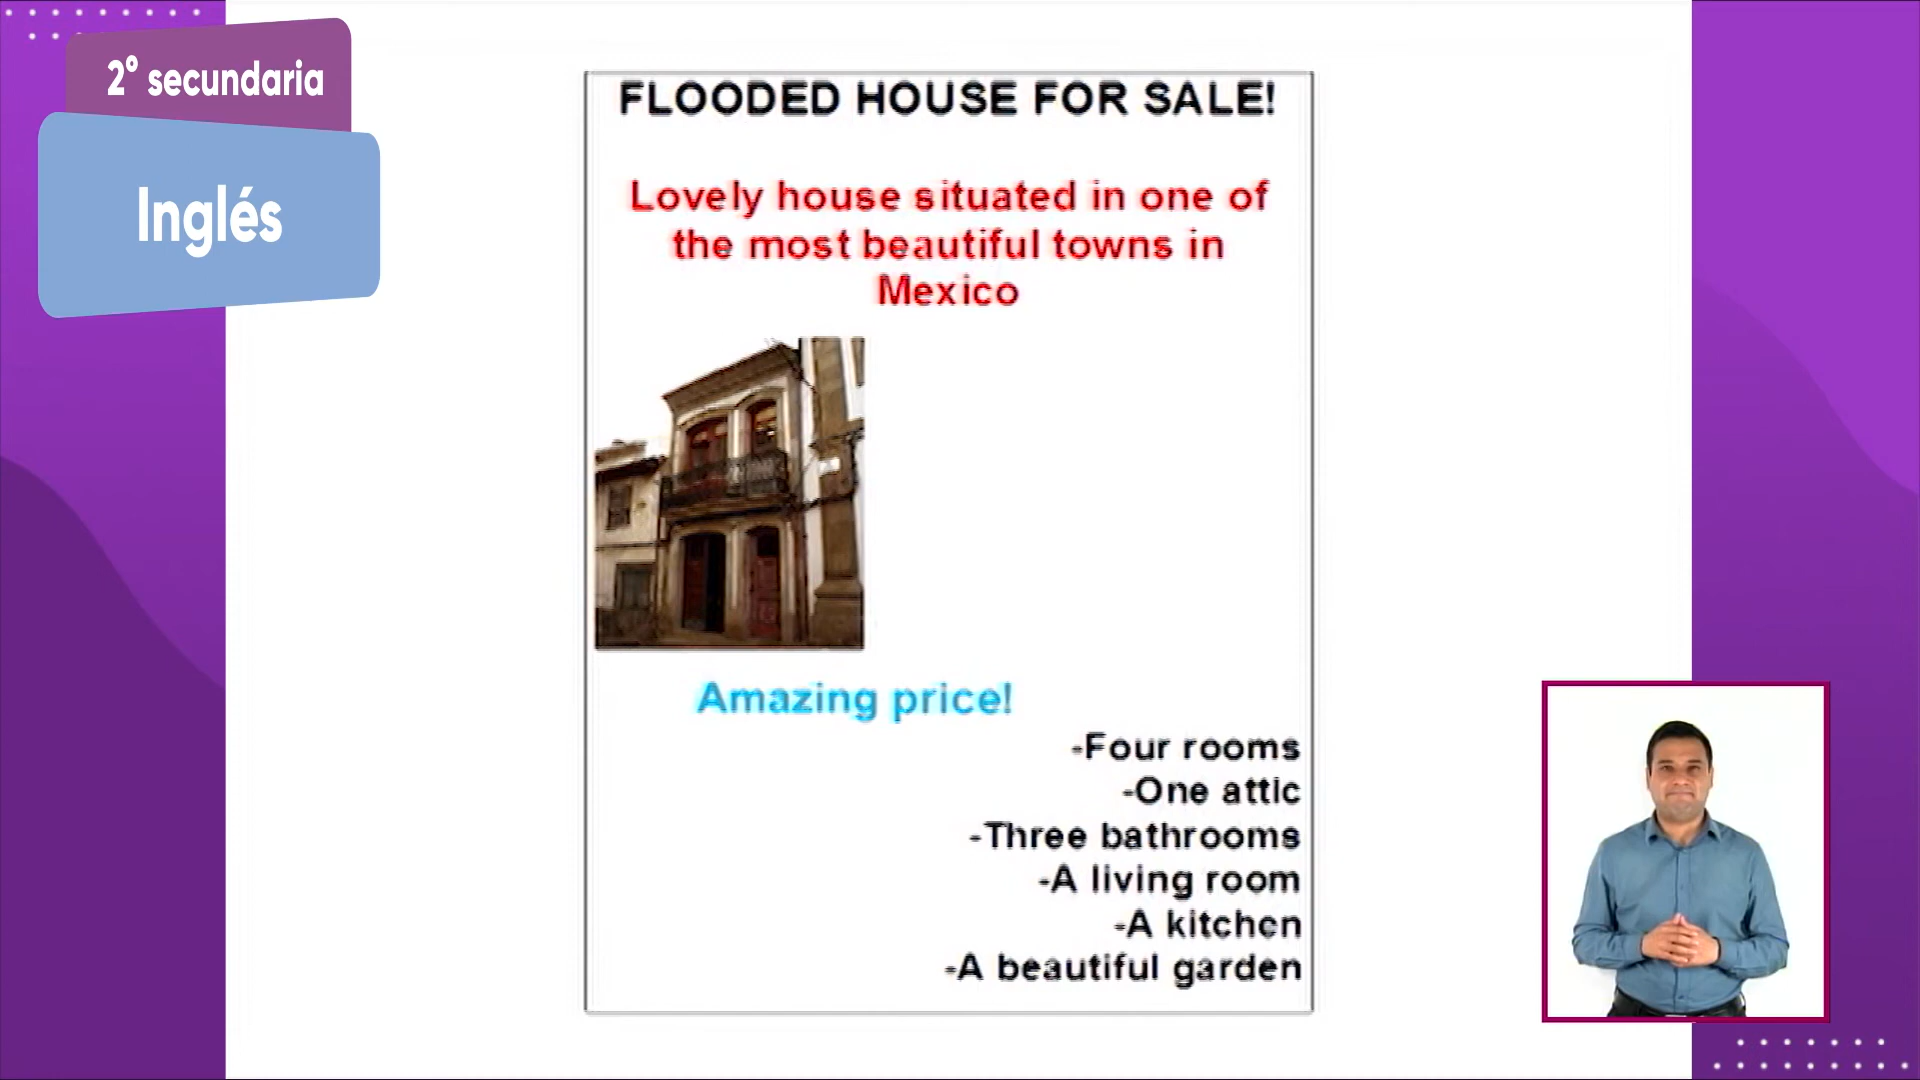 2° secundaria
Inglés
FLOODED HOUSE FOR SALE!
Lovely house situated in one of
the most beautiful towns in
Mexico
Amazing price!
-Four rooms
-One attic
-Three bathrooms
-A living room
-A kitchen
-A beautiful garden